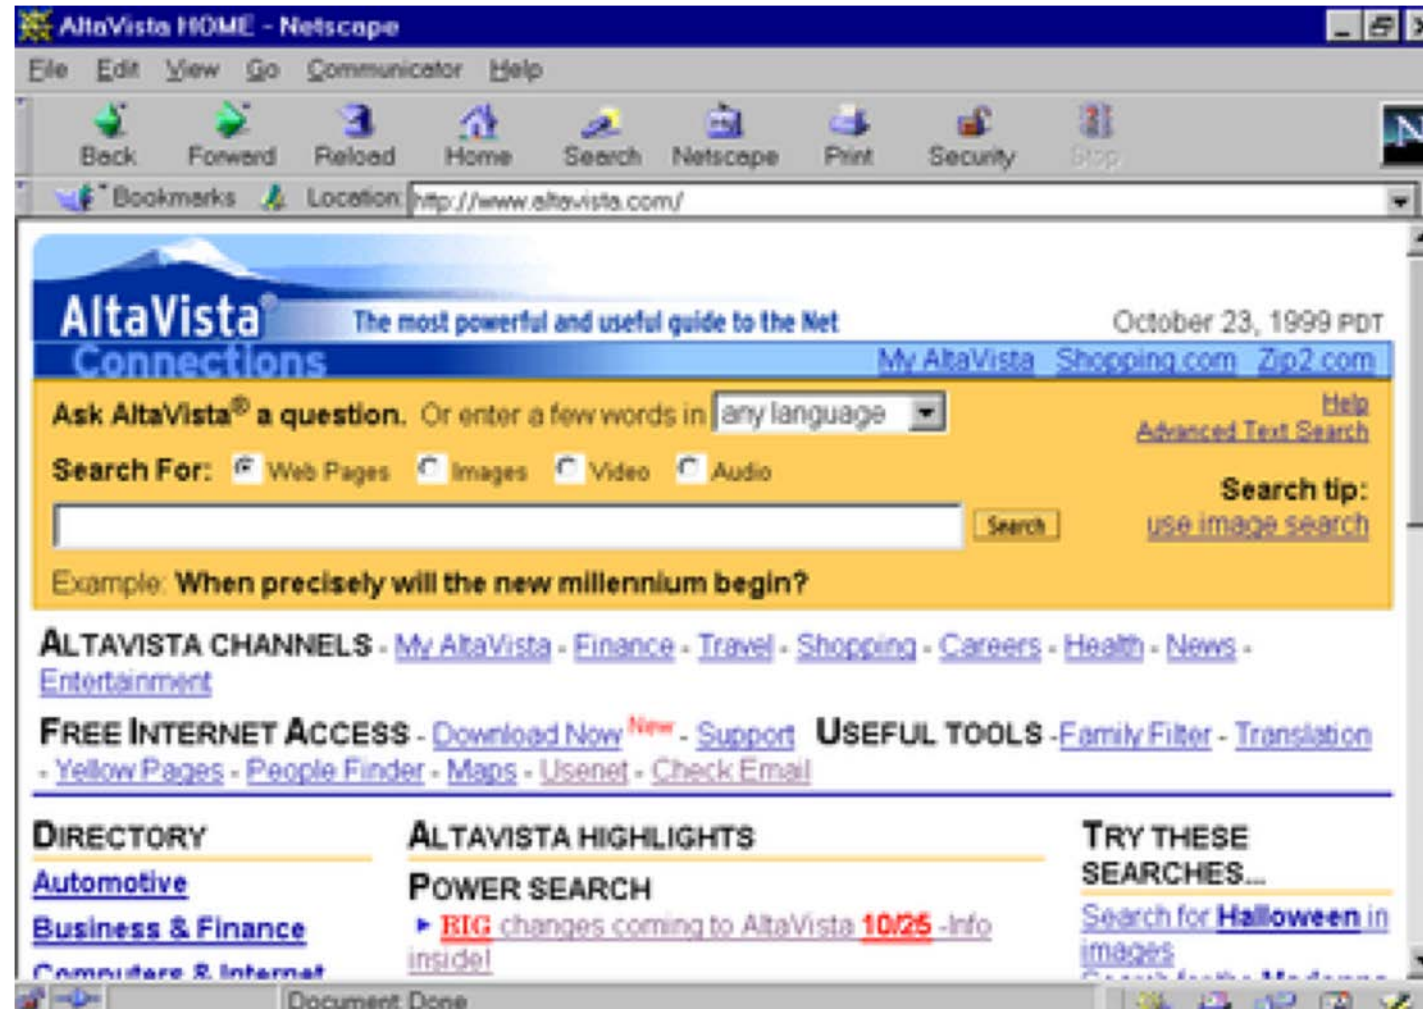 AltaVista HOME - Netscape
File Edit View Go Communicator Help
Back Forward Reload Home Search Netscape Print Security Stop
N
Bookmarks Location: http://www.altavista.com/
AltaVista® The most powerful and useful guide to the Net October 23, 1999 PDT
Connections My AltaVista Shopping.com Zip2.com
Ask AltaVista® a question. Or enter a few words in any language Help
Advanced Text Search
Search For: Web Pages Images Video Audio
Search tip:
Search use image search
Example: When precisely will the new millennium begin?
ALTAVISTA CHANNELS - My AltaVista - Finance - Travel - Shopping - Careers - Health - News -
Entertainment
FREE INTERNET ACCESS - Download Now New - Support USEFUL TOOLS - Family Filter - Translation
- Yellow Pages - People Finder - Maps - Usenet - Check Email
DIRECTORY
Automotive
Business & Finance
Computers & Internet
ALTAVISTA HIGHLIGHTS
POWER SEARCH
BIG changes coming to AltaVista 10/25 -Info
inside!
TRY THESE
SEARCHES...
Search for Halloween in
images
Document: Done